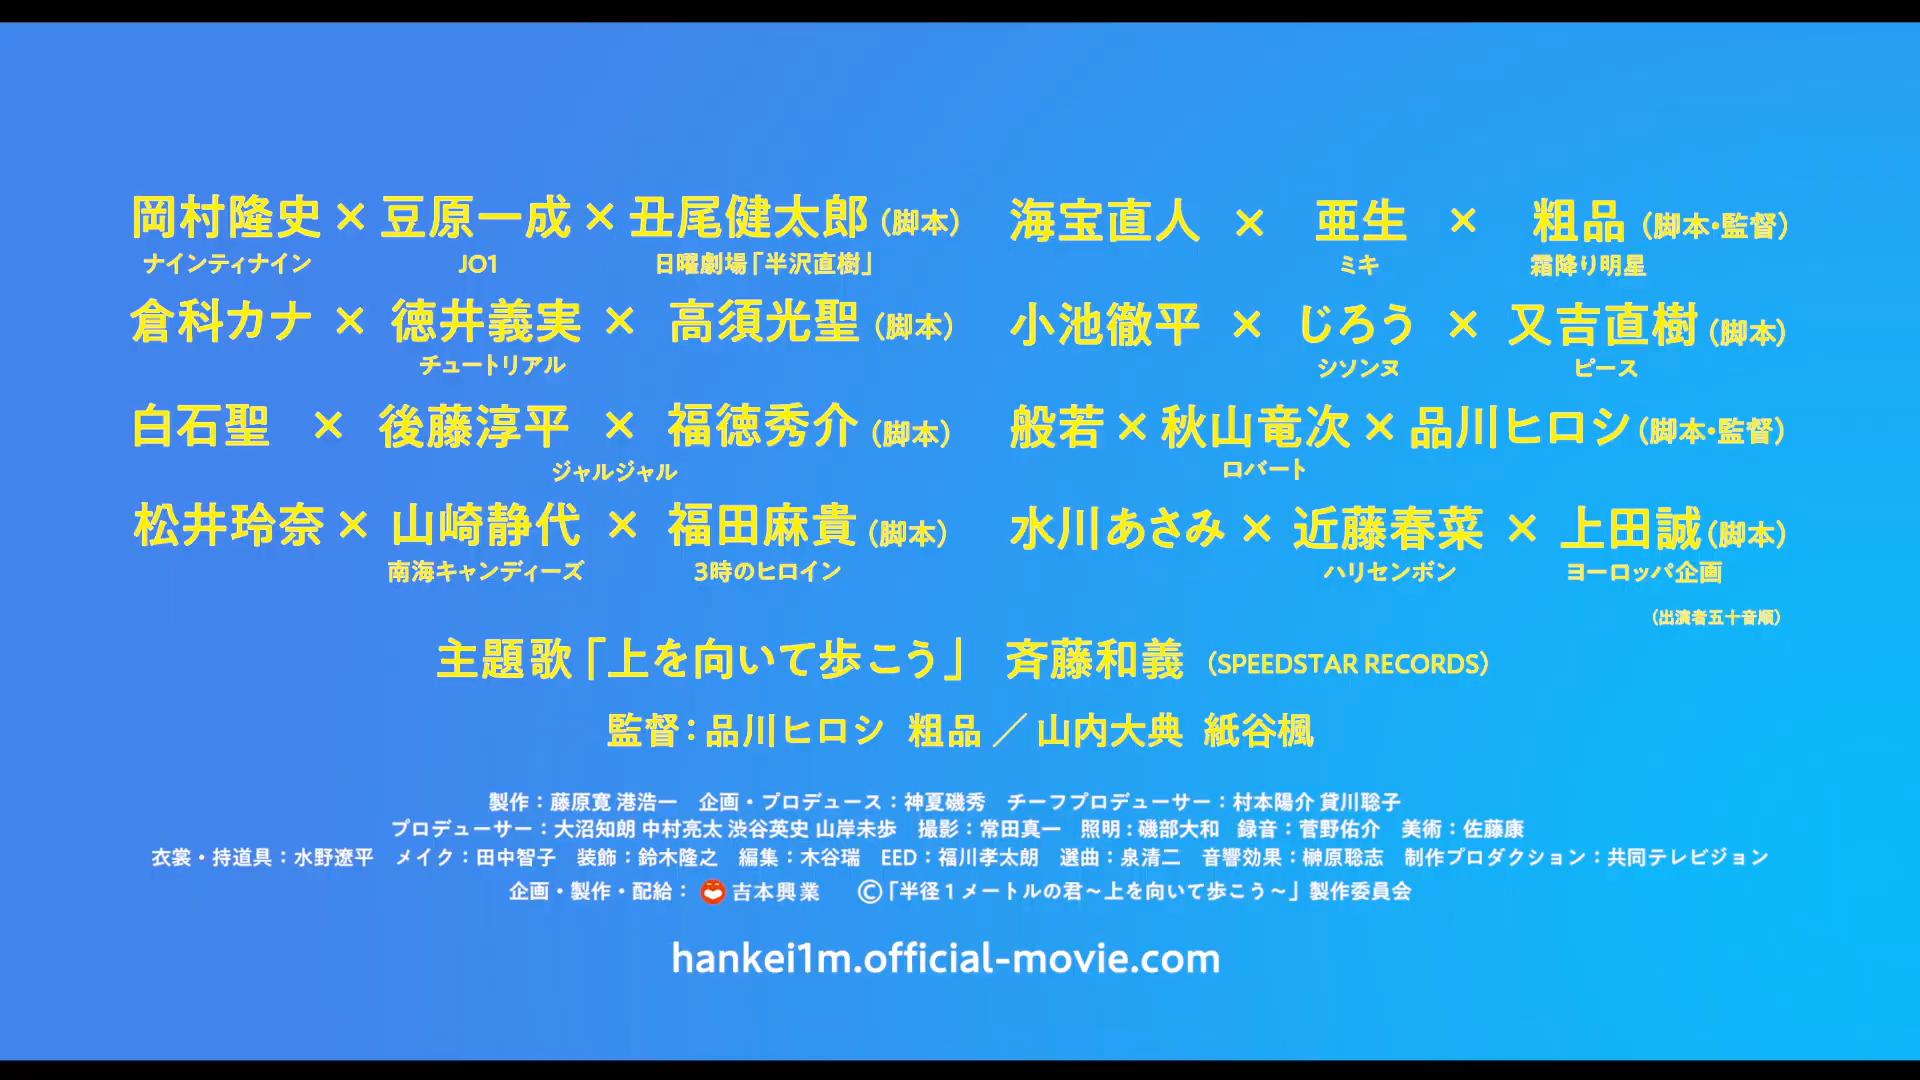 岡村隆史×豆原一成×丑尾健太郎(脚本)
ナインティナイン JO1 日曜劇場「半沢直樹」
倉科カナ×徳井義実×高須光聖(脚本)
チュートリアル
白石聖×後藤淳平×福徳秀介(脚本)
ジャルジャル
松井玲奈×山崎静代×福田麻貴(脚本)
南海キャンディーズ 3時のヒロイン
海宝直人×亜生×粗品(脚本・監督)
ミキ 霜降り明星
小池徹平×じろう×又吉直樹(脚本)
シソンヌ ピース
般若×秋山竜次×品川ヒロシ(脚本・監督)
ロバート
水川あさみ×近藤春菜×上田誠(脚本)
ハリセンボン ヨーロッパ企画
(出演者五十音順)
主題歌「上を向いて歩こう」 斉藤和義 (SPEEDSTAR RECORDS)
監督:品川ヒロシ 粗品/山内大典 紙谷楓
製作:藤原寛 港浩一 企画・プロデュース:神夏磯秀 チーフプロデューサー:村本陽介 貸川聡子
プロデューサー:大沼知朗 中村亮太 渋谷英史 山岸未歩 撮影:常田真一 照明:磯部大和 録音:菅野佑介 美術:佐藤康
衣裳・持道具:水野遼平 メイク:田中智子 装飾:鈴木隆之 編集:木谷瑞 EED:福川孝太朗 選曲:泉清二 音響効果:榊原聡志 制作プロダクション:共同テレビジョン
企画・製作・配給: 吉本興業 ©「半径1メートルの君~上を向いて歩こう~」製作委員会
hankei1m.official-movie.com